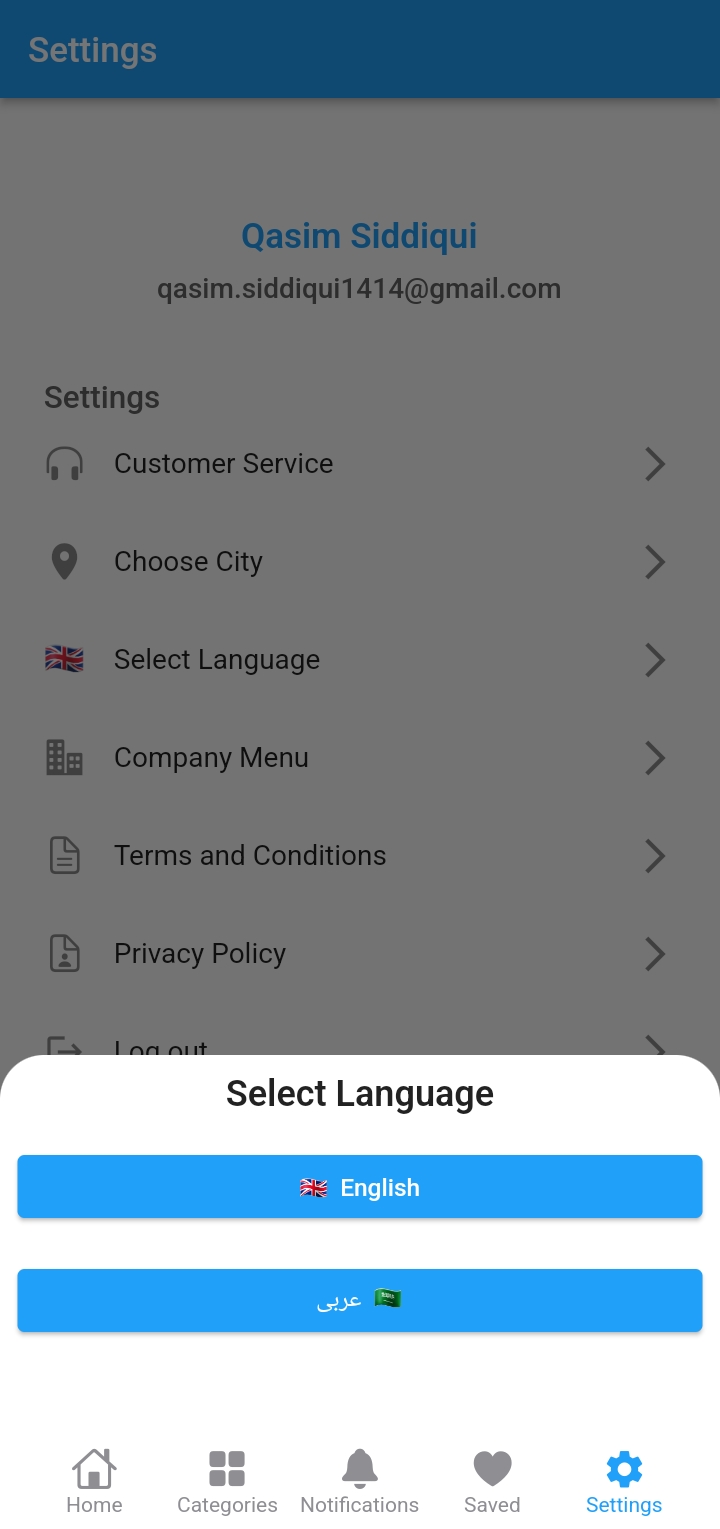 Settings
Qasim Siddiqui
qasim.siddiqui1414@gmail.com
Settings
Customer Service
Choose City
Select Language
Company Menu
Terms and Conditions
Privacy Policy
Log out
Select Language
English
عربی
Home
Categories
Notifications
Saved
Settings